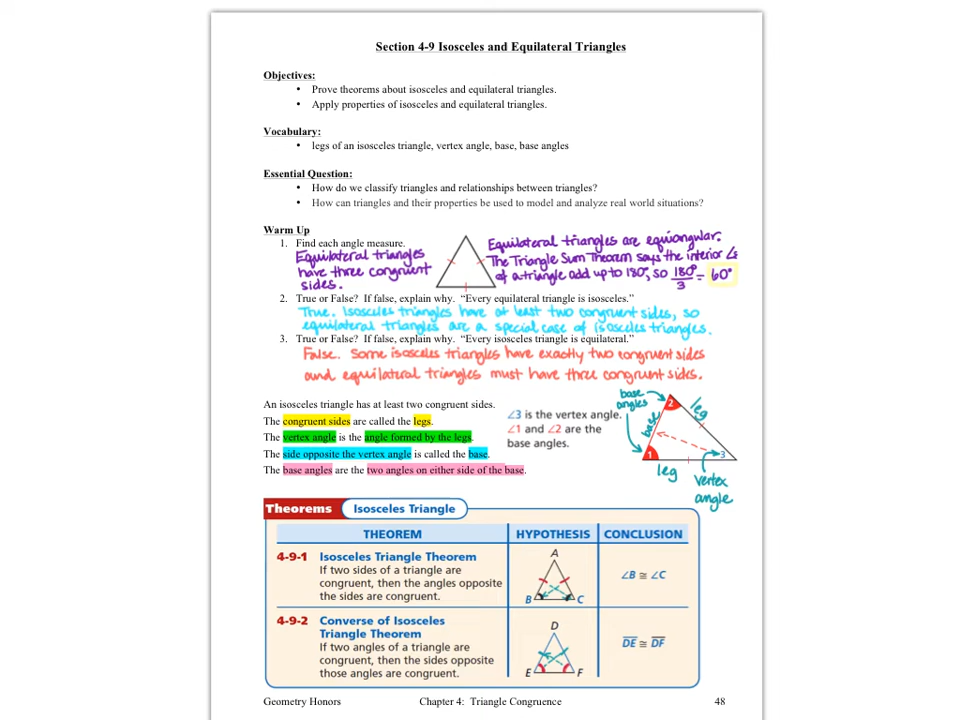 Section 4-9 Isosceles and Equilateral Triangles
Objectives:
• Prove theorems about isosceles and equilateral triangles.
• Apply properties of isosceles and equilateral triangles.
Vocabulary:
• legs of an isosceles triangle, vertex angle, base, base angles
Essential Question:
• How do we classify triangles and relationships between triangles?
• How can triangles and their properties be used to model and analyze real world situations?
Warm Up
1. Find each angle measure.
Equilateral triangles
have three congruent
sides.
Equilateral triangles are equiangular.
The Triangle Sum Theorem says the interior ∠s
of a triangle add up to 180°, so 180°/3 = 60°
2. True or False? If false, explain why. “Every equilateral triangle is isosceles.”
True. Isosceles triangles have at least two congruent sides, so
equilateral triangles are a special case of isosceles triangles.
3. True or False? If false, explain why. “Every isosceles triangle is equilateral.”
False. Some isosceles triangles have exactly two congruent sides
and equilateral triangles must have three congruent sides.
An isosceles triangle has at least two congruent sides.
The congruent sides are called the legs.
The vertex angle is the angle formed by the legs.
The side opposite the vertex angle is called the base.
The base angles are the two angles on either side of the base.
∠3 is the vertex angle.
∠1 and ∠2 are the
base angles.
base
angles
2
leg
base
1
3
leg
vertex
angle
Theorems Isosceles Triangle
THEOREM HYPOTHESIS CONCLUSION
4-9-1 Isosceles Triangle Theorem
If two sides of a triangle are
congruent, then the angles opposite
the sides are congruent.
A
B C
∠B ≅ ∠C
4-9-2 Converse of Isosceles
Triangle Theorem
If two angles of a triangle are
congruent, then the sides opposite
those angles are congruent.
D
E F
DE ≅ DF
Geometry Honors Chapter 4: Triangle Congruence 48